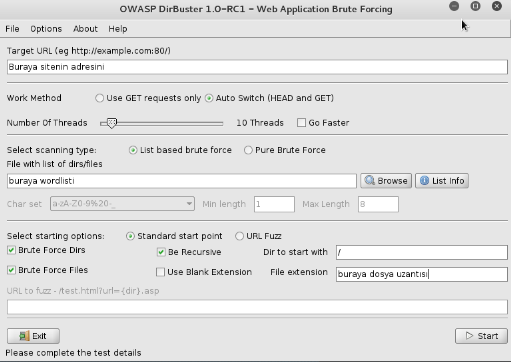 OWASP DirBuster 1.0-RC1 - Web Application Brute Forcing
File Options About Help
Target URL (eg http://example.com:80/)
Buraya sitenin adresini
Work Method Use GET requests only Auto Switch (HEAD and GET)
Number Of Threads 10 Threads Go Faster
Select scanning type: List based brute force Pure Brute Force
File with list of dirs/files
buraya wordlisti Browse List Info
Char set a-zA-Z0-9%20-_ Min length 1 Max Length 8
Select starting options: Standard start point URL Fuzz
Brute Force Dirs Be Recursive Dir to start with /
Brute Force Files Use Blank Extension File extension buraya dosya uzantısi
URL to fuzz - /test.html?url={dir}.asp
Exit Start
Please complete the test details